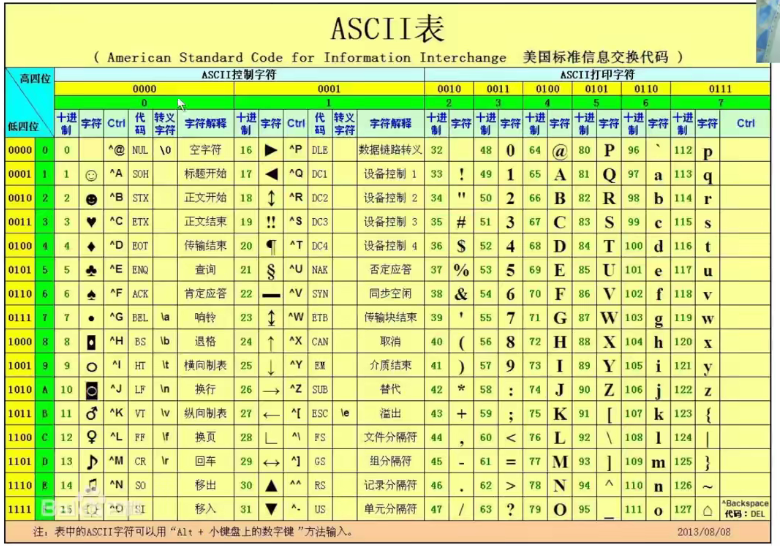 ASCII表
( American Standard Code for Information Interchange 美国标准信息交换代码 )
高四位 ASCII控制字符 ASCII打印字符
0000 0001 0010 0011 0100 0101 0110 0111
0 1 2 3 4 5 6 7
低四位 十进制 字符 Ctrl 代码 转义字符 字符解释 十进制 字符 Ctrl 代码 转义字符 字符解释 十进制 字符 十进制 字符 十进制 字符 十进制 字符 十进制 字符 十进制 字符 Ctrl
0000 0 0 ^@ NUL \0 空字符 16 ► ^P DLE 数据链路转义 32 48 0 64 @ 80 P 96 ` 112 p
0001 1 1 ☺ ^A SOH 标题开始 17 ◄ ^Q DC1 设备控制 1 33 ! 49 1 65 A 81 Q 97 a 113 q
0010 2 2 ☻ ^B STX 正文开始 18 ↕ ^R DC2 设备控制 2 34 " 50 2 66 B 82 R 98 b 114 r
0011 3 3 ♥ ^C ETX 正文结束 19 ‼ ^S DC3 设备控制 3 35 # 51 3 67 C 83 S 99 c 115 s
0100 4 4 ♦ ^D EOT 传输结束 20 ¶ ^T DC4 设备控制 4 36 $ 52 4 68 D 84 T 100 d 116 t
0101 5 5 ♣ ^E ENQ 查询 21 § ^U NAK 否定应答 37 % 53 5 69 E 85 U 101 e 117 u
0110 6 6 ♠ ^F ACK 肯定应答 22 ▬ ^V SYN 同步空闲 38 & 54 6 70 F 86 V 102 f 118 v
0111 7 7 • ^G BEL \a 响铃 23 ↨ ^W ETB 传输块结束 39 ' 55 7 71 G 87 W 103 g 119 w
1000 8 8 ◘ ^H BS \b 退格 24 ↑ ^X CAN 取消 40 ( 56 8 72 H 88 X 104 h 120 x
1001 9 9 ○ ^I HT \t 横向制表 25 ↓ ^Y EM 介质结束 41 ) 57 9 73 I 89 Y 105 i 121 y
1010 A 10 ◙ ^J LF \n 换行 26 → ^Z SUB 替代 42 * 58 : 74 J 90 Z 106 j 122 z
1011 B 11 ♂ ^K VT \v 纵向制表 27 ← ^[ ESC \e 溢出 43 + 59 ; 75 K 91 [ 107 k 123 {
1100 C 12 ♀ ^L FF \f 换页 28 ∟ ^\ FS 文件分隔符 44 , 60 < 76 L 92 \ 108 l 124 |
1101 D 13 ♪ ^M CR \r 回车 29 ↔ ^] GS 组分隔符 45 - 61 = 77 M 93 ] 109 m 125 }
1110 E 14 ♫ ^N SO 移出 30 ▲ ^^ RS 记录分隔符 46 . 62 > 78 N 94 ^ 110 n 126 ~
1111 F 15 ☼ ^O SI 移入 31 ▼ ^- US 单元分隔符 47 / 63 ? 79 O 95 _ 111 o 127 ⌂ ^Backspace 代码: DEL
注: 表中的ASCII字符可以用“Alt + 小键盘上的数字键”方法输入。 2013/08/08